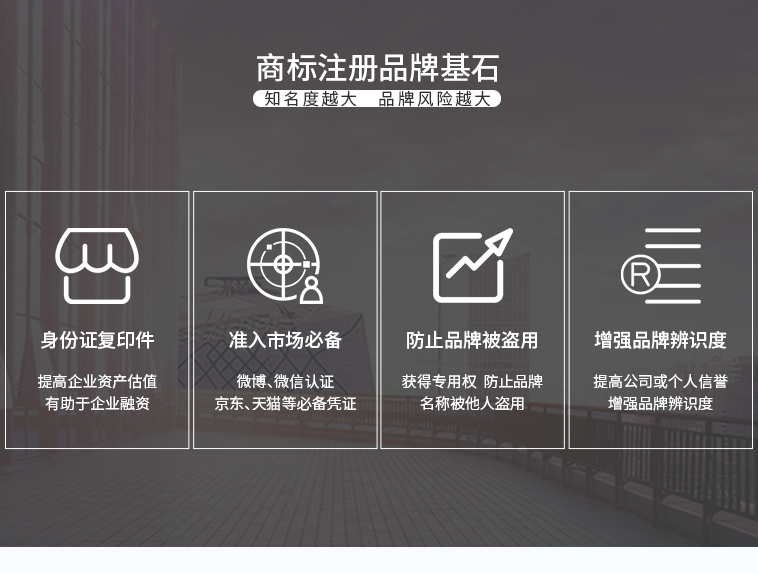 商标注册品牌基石
知名度越大 品牌风险越大
身份证复印件
提高企业资产估值
有助于企业融资
准入市场必备
微博、微信认证
京东、天猫等必备凭证
防止品牌被盗用
获得专用权 防止品牌
名称被他人盗用
R
增强品牌辨识度
提高公司或个人信誉
增强品牌辨识度